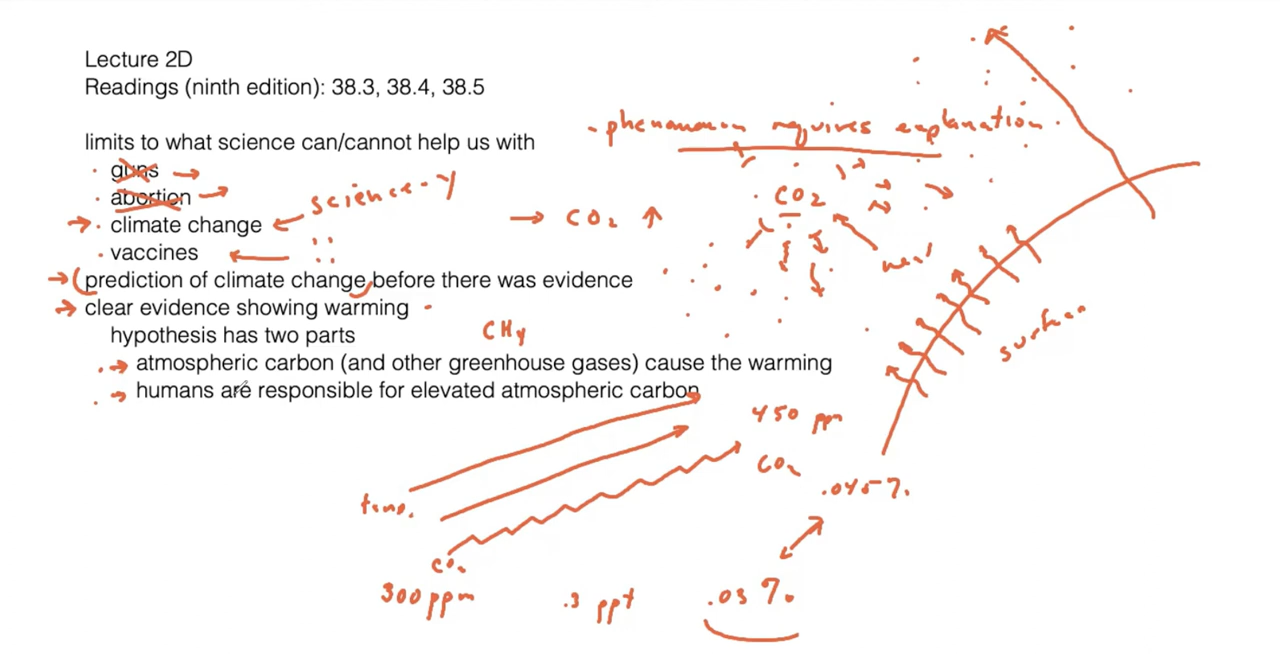 Lecture 2D
Readings (ninth edition): 38.3, 38.4, 38.5
- phenomenon requires explanation.
limits to what science can/cannot help us with
· guns →
· abortion →
science-y
CO2
→ · climate change ←
→ CO2 ↑
· vaccines ←
heat
→ (prediction of climate change, before there was evidence
→ clear evidence showing warming
surface
hypothesis has two parts
CH4
· → atmospheric carbon (and other greenhouse gases) cause the warming
· → humans are responsible for elevated atmospheric carbon
450 ppm
CO2
.045%
temp.
CO2
300 ppm
.3 ppt
.03%